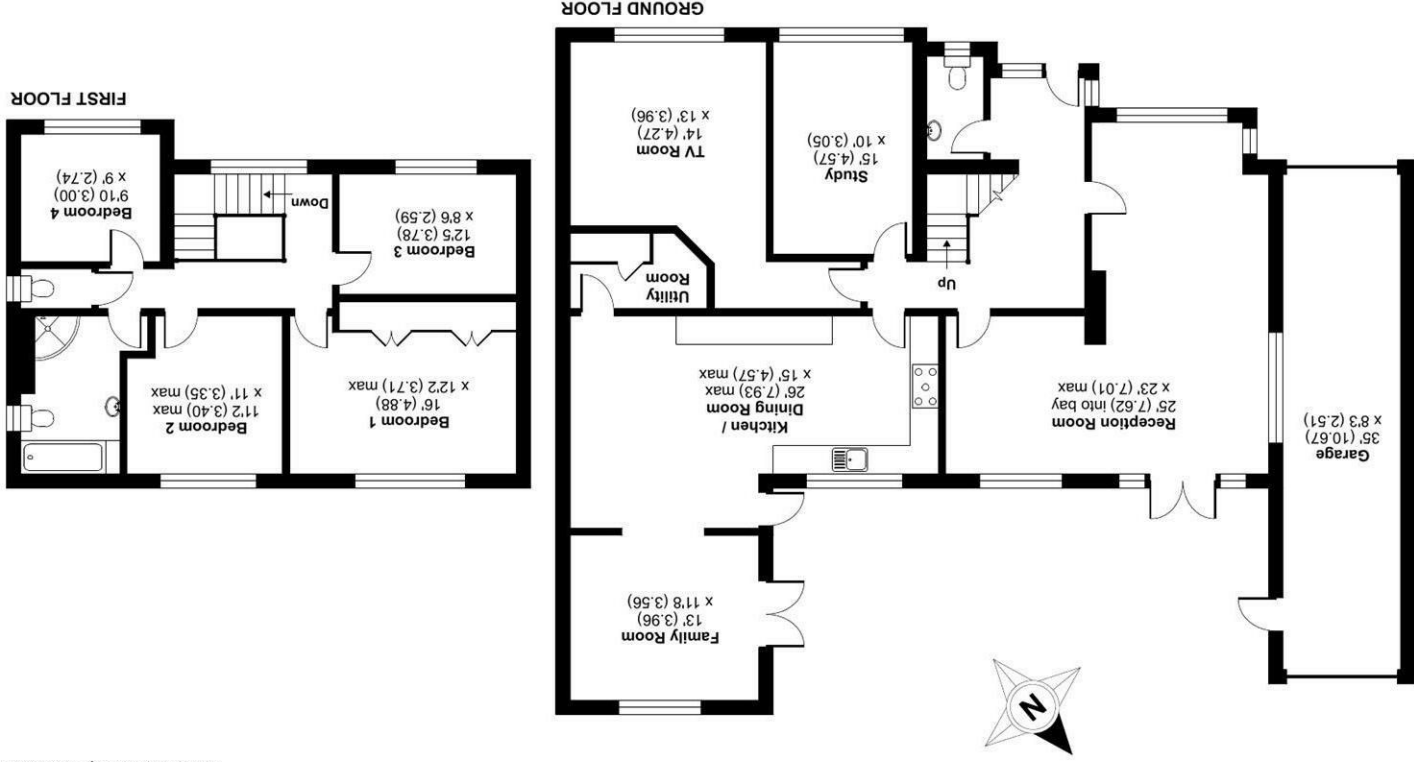 Garage
35' (10.67)
x 8'3 (2.51)
Reception Room
25' (7.62) into bay
x 23' (7.01) max
Family Room
13' (3.96)
x 11'8 (3.56)
Kitchen /
Dining Room
26' (7.93) max
x 15' (4.57) max
Utility
Room
Up
Study
15' (4.57)
x 10' (3.05)
TV Room
14' (4.27)
x 13' (3.96)
GROUND FLOOR
N
Bedroom 1
16' (4.88)
x 12'2 (3.71) max
Bedroom 2
11'2 (3.40) max
x 11' (3.35) max
Bedroom 3
12'5 (3.78)
x 8'6 (2.59)
Down
Bedroom 4
9'10 (3.00)
x 9' (2.74)
FIRST FLOOR